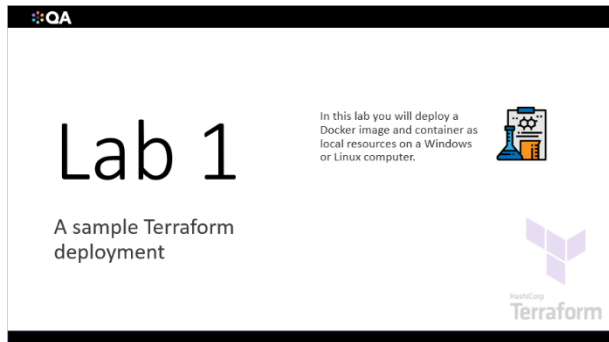 QA
Lab 1
A sample Terraform
deployment
In this lab you will deploy a
Docker image and container as
local resources on a Windows
or Linux computer.
HashiCorp
Terraform